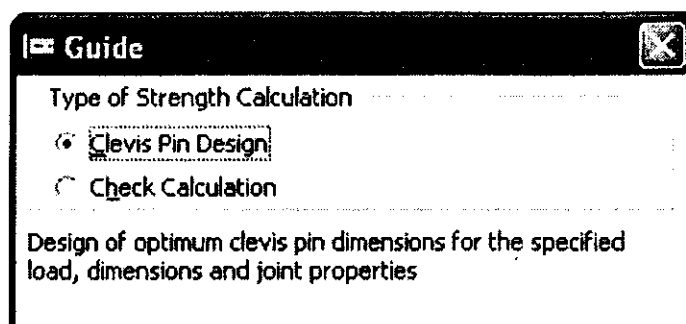 Guide
Type of Strength Calculation
Clevis Pin Design
Check Calculation
Design of optimum clevis pin dimensions for the specified
load, dimensions and joint properties